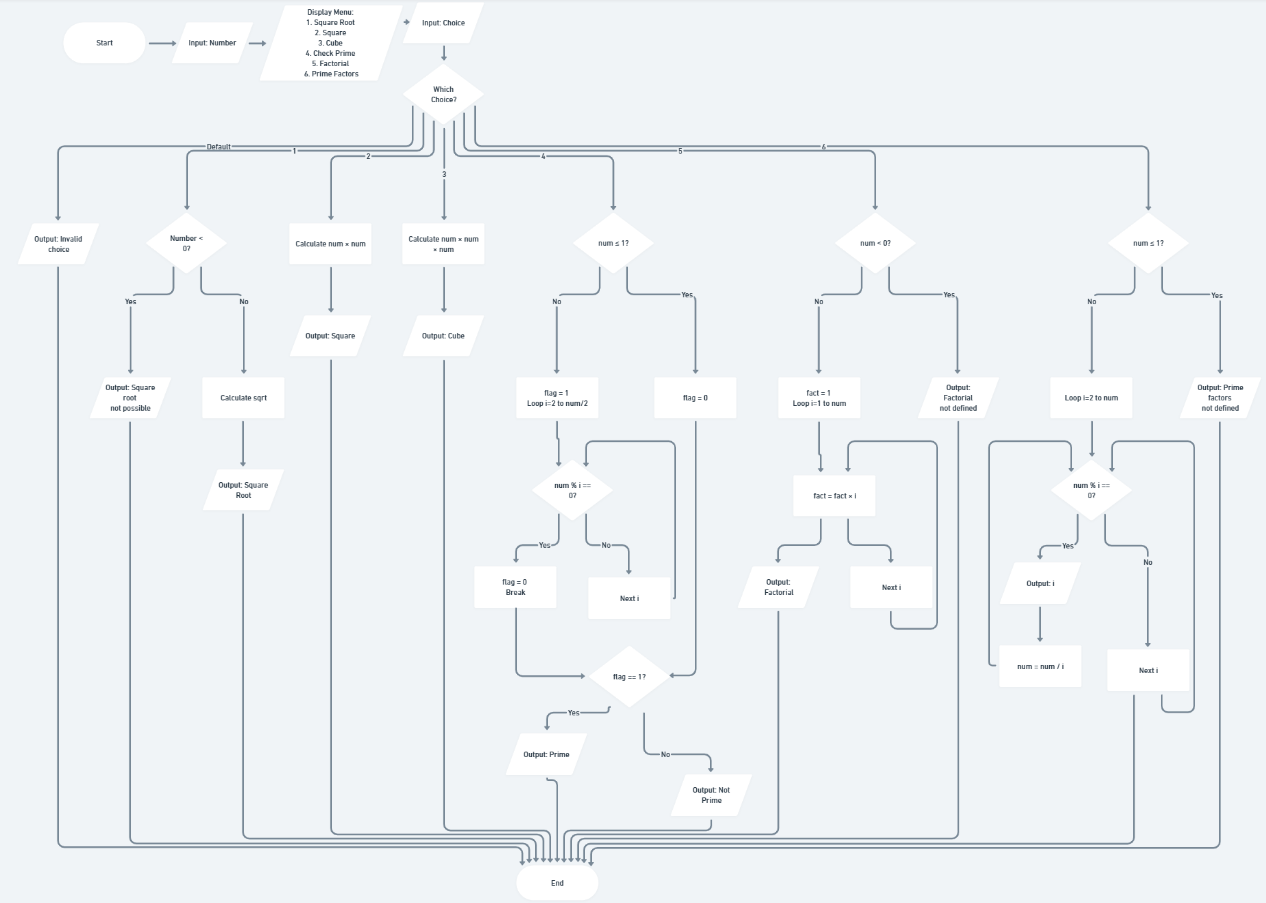 Start
Input: Number
Display Menu:
1. Square Root
2. Square
3. Cube
4. Check Prime
5. Factorial
6. Prime Factors
Input: Choice
Which
Choice?
Default
1
2
3
4
5
6
Output: Invalid
choice
Number <
0?
Calculate num × num
Calculate num × num
× num
num ≤ 1?
num < 0?
num ≤ 1?
Yes
No
No
Yes
No
Yes
No
Yes
Output: Square
Output: Cube
Output: Square
root
not possible
Calculate sqrt
flag = 1
Loop i=2 to num/2
flag = 0
fact = 1
Loop i=1 to num
Output:
Factorial
not defined
Loop i=2 to num
Output: Prime
factors
not defined
Output: Square
Root
num % i ==
0?
fact = fact × i
num % i ==
0?
Yes
No
Yes
No
flag = 0
Break
Next i
Output:
Factorial
Next i
Output: i
num = num / i
Next i
flag == 1?
Yes
No
Output: Prime
Output: Not
Prime
End